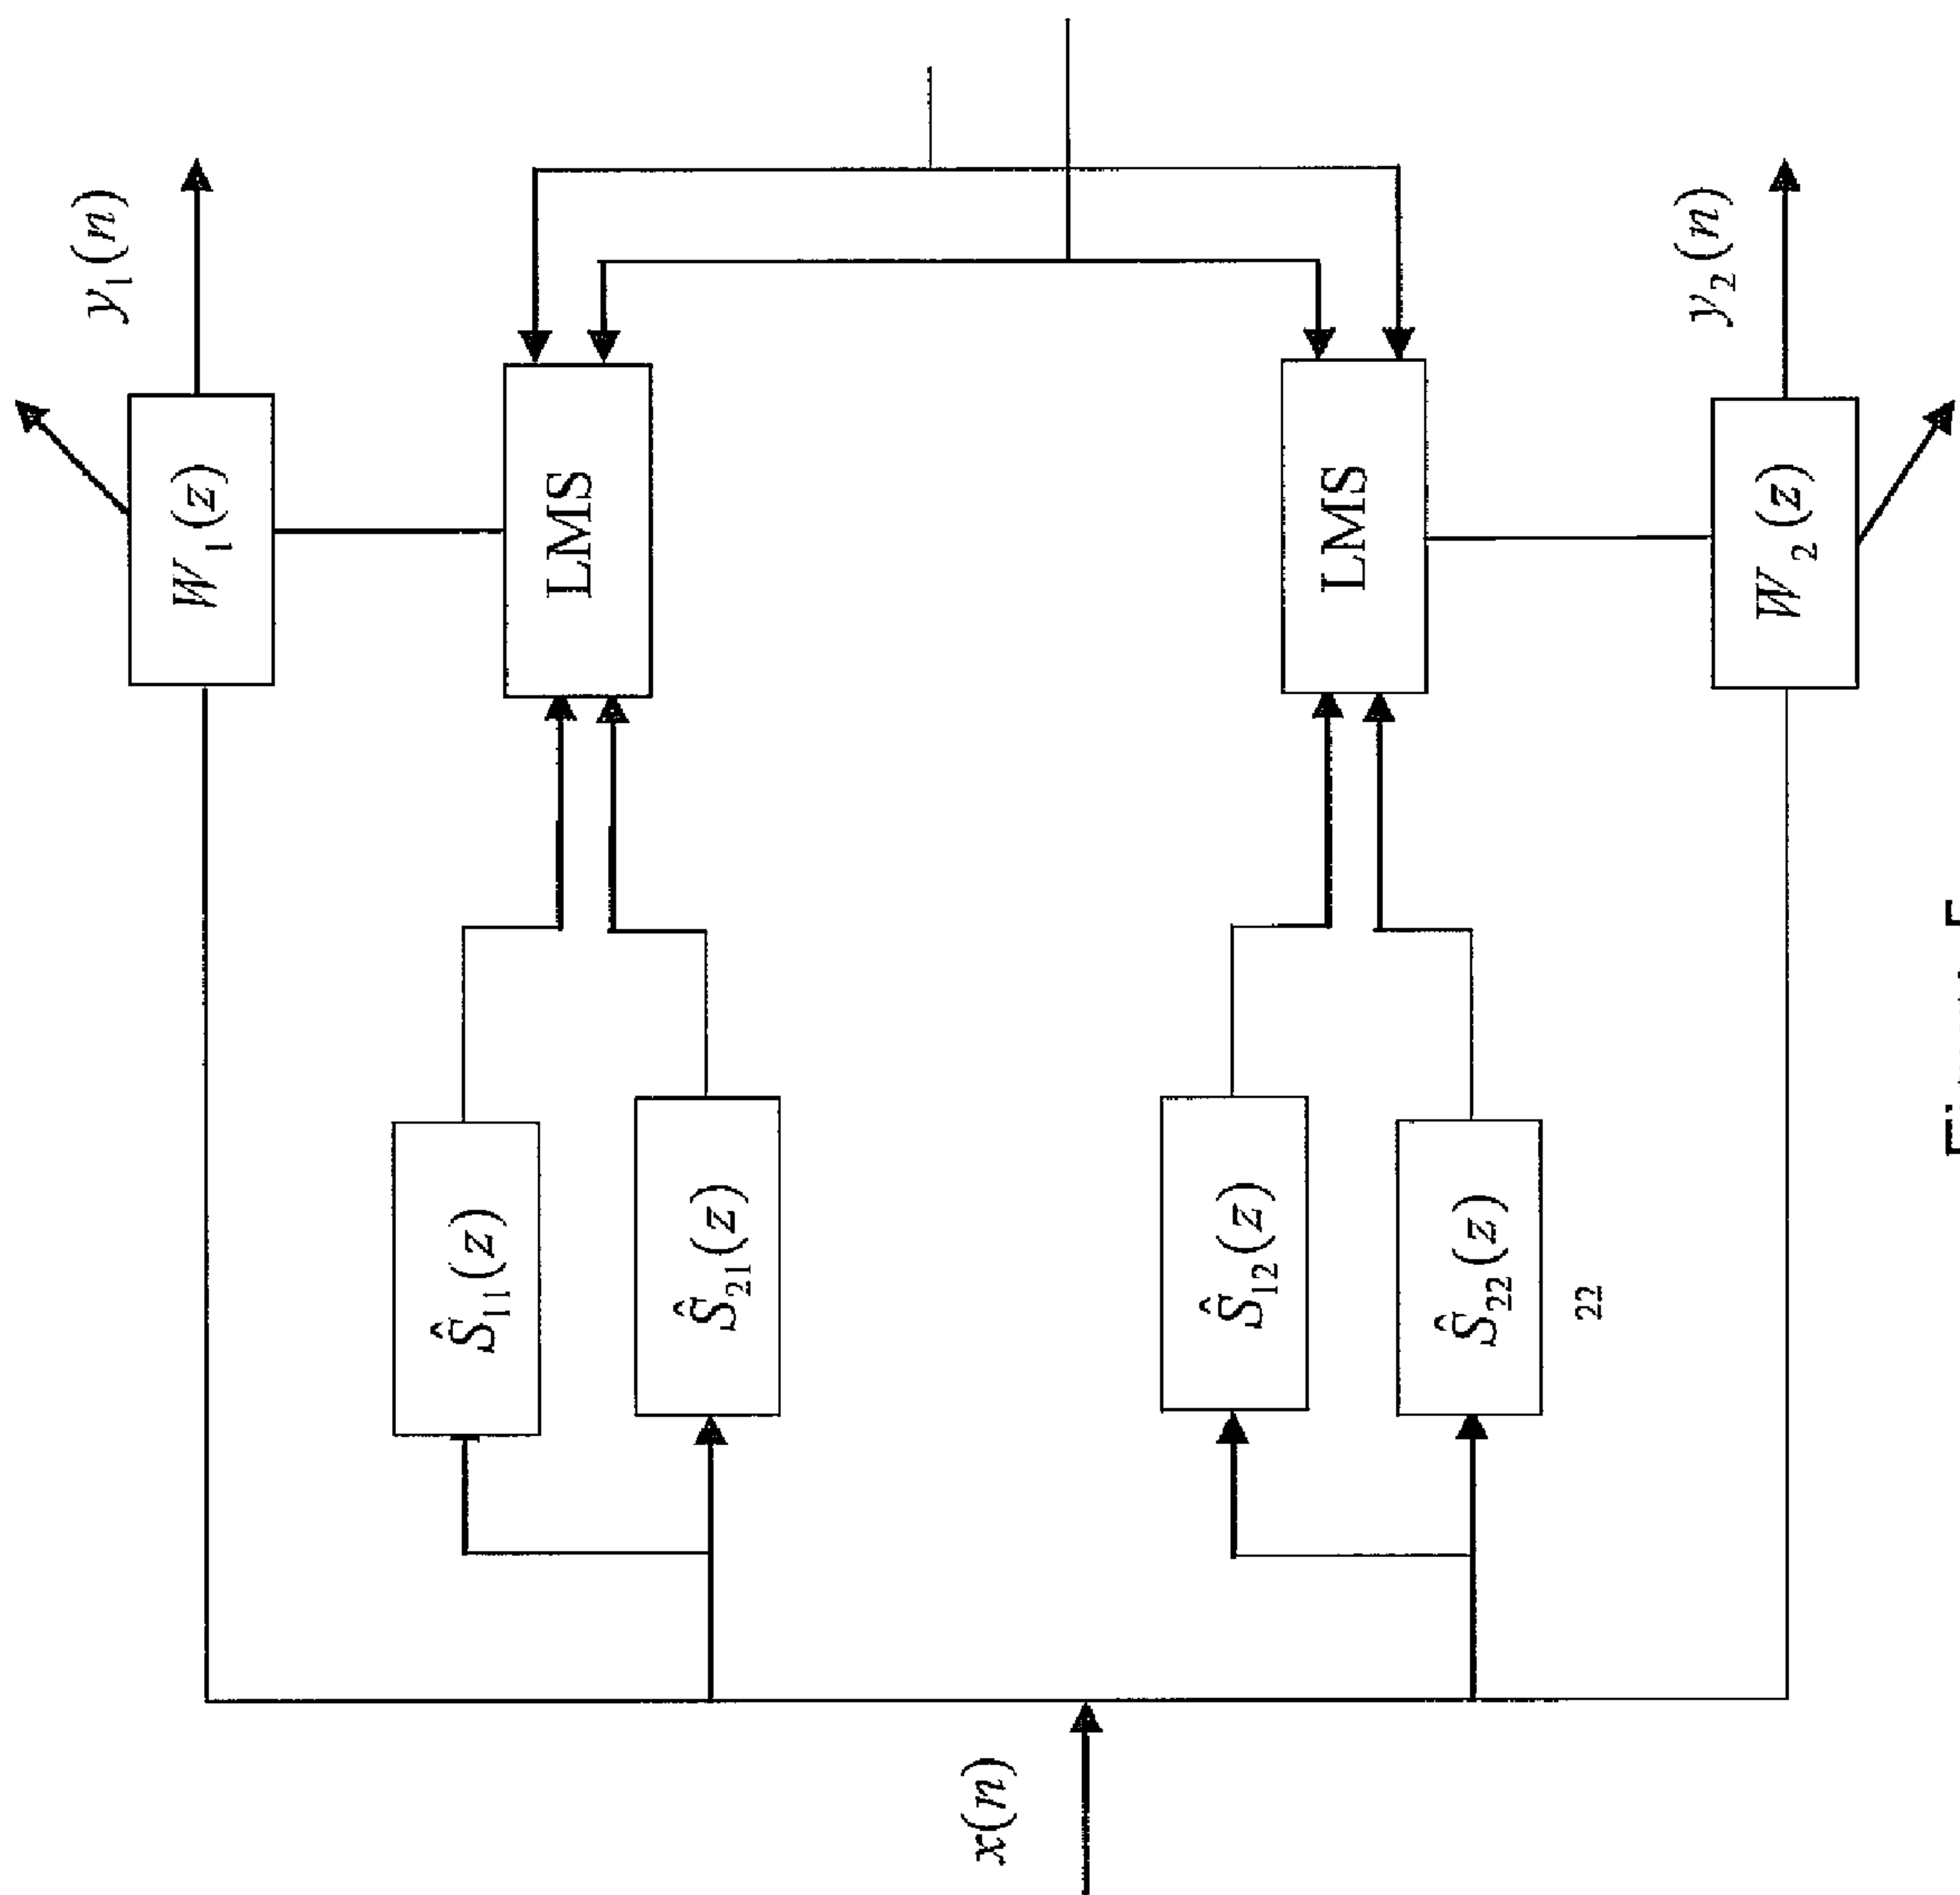 y₁(n)
W₁(z)
LMS
Ŝ₁₁(z)
Ŝ₂₁(z)
x(n)
Ŝ₁₂(z)
Ŝ₂₂(z)
22
LMS
W₂(z)
y₂(n)